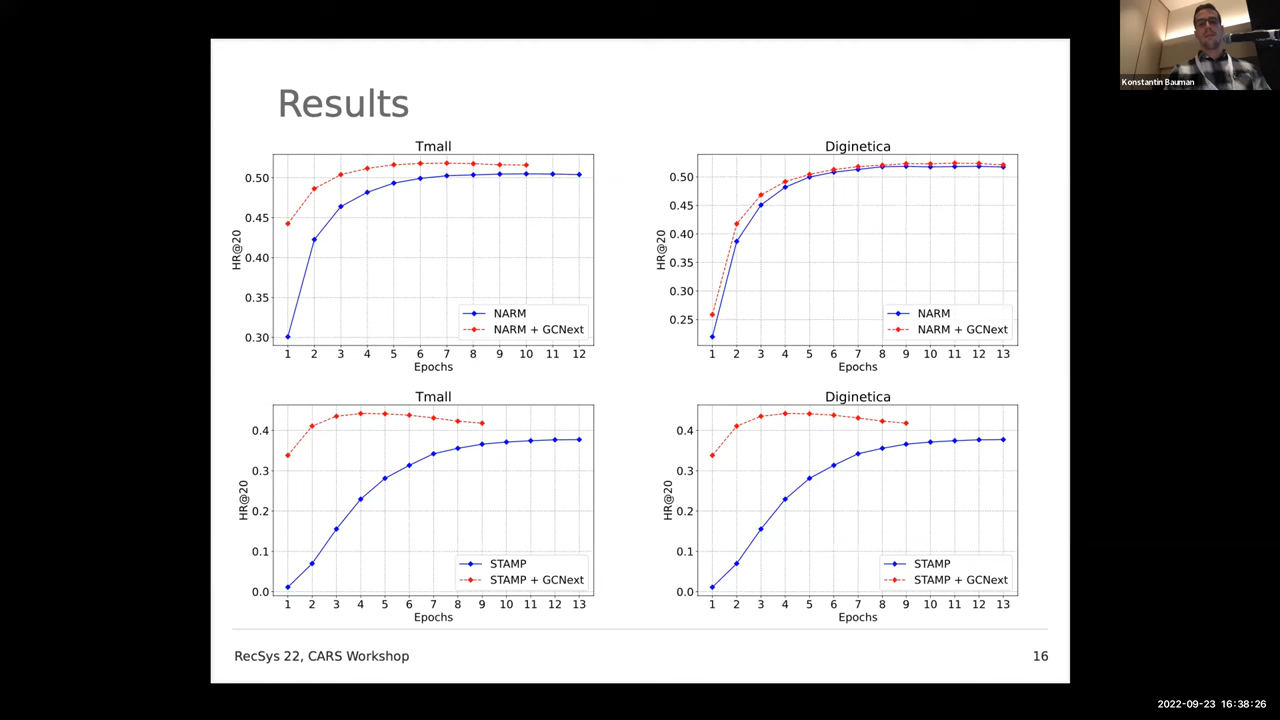 Konstantin Bauman
Results
Tmall
0.50
0.45
0.40
0.35
0.30
HR@20
NARM
NARM + GCNext
1 2 3 4 5 6 7 8 9 10 11 12
Epochs
Diginetica
0.50
0.45
0.40
0.35
0.30
0.25
HR@20
NARM
NARM + GCNext
1 2 3 4 5 6 7 8 9 10 11 12 13
Epochs
Tmall
0.4
0.3
0.2
0.1
0.0
HR@20
STAMP
STAMP + GCNext
1 2 3 4 5 6 7 8 9 10 11 12 13
Epochs
Diginetica
0.4
0.3
0.2
0.1
0.0
HR@20
STAMP
STAMP + GCNext
1 2 3 4 5 6 7 8 9 10 11 12 13
Epochs
RecSys 22, CARS Workshop
16
2022-09-23 16:38:26